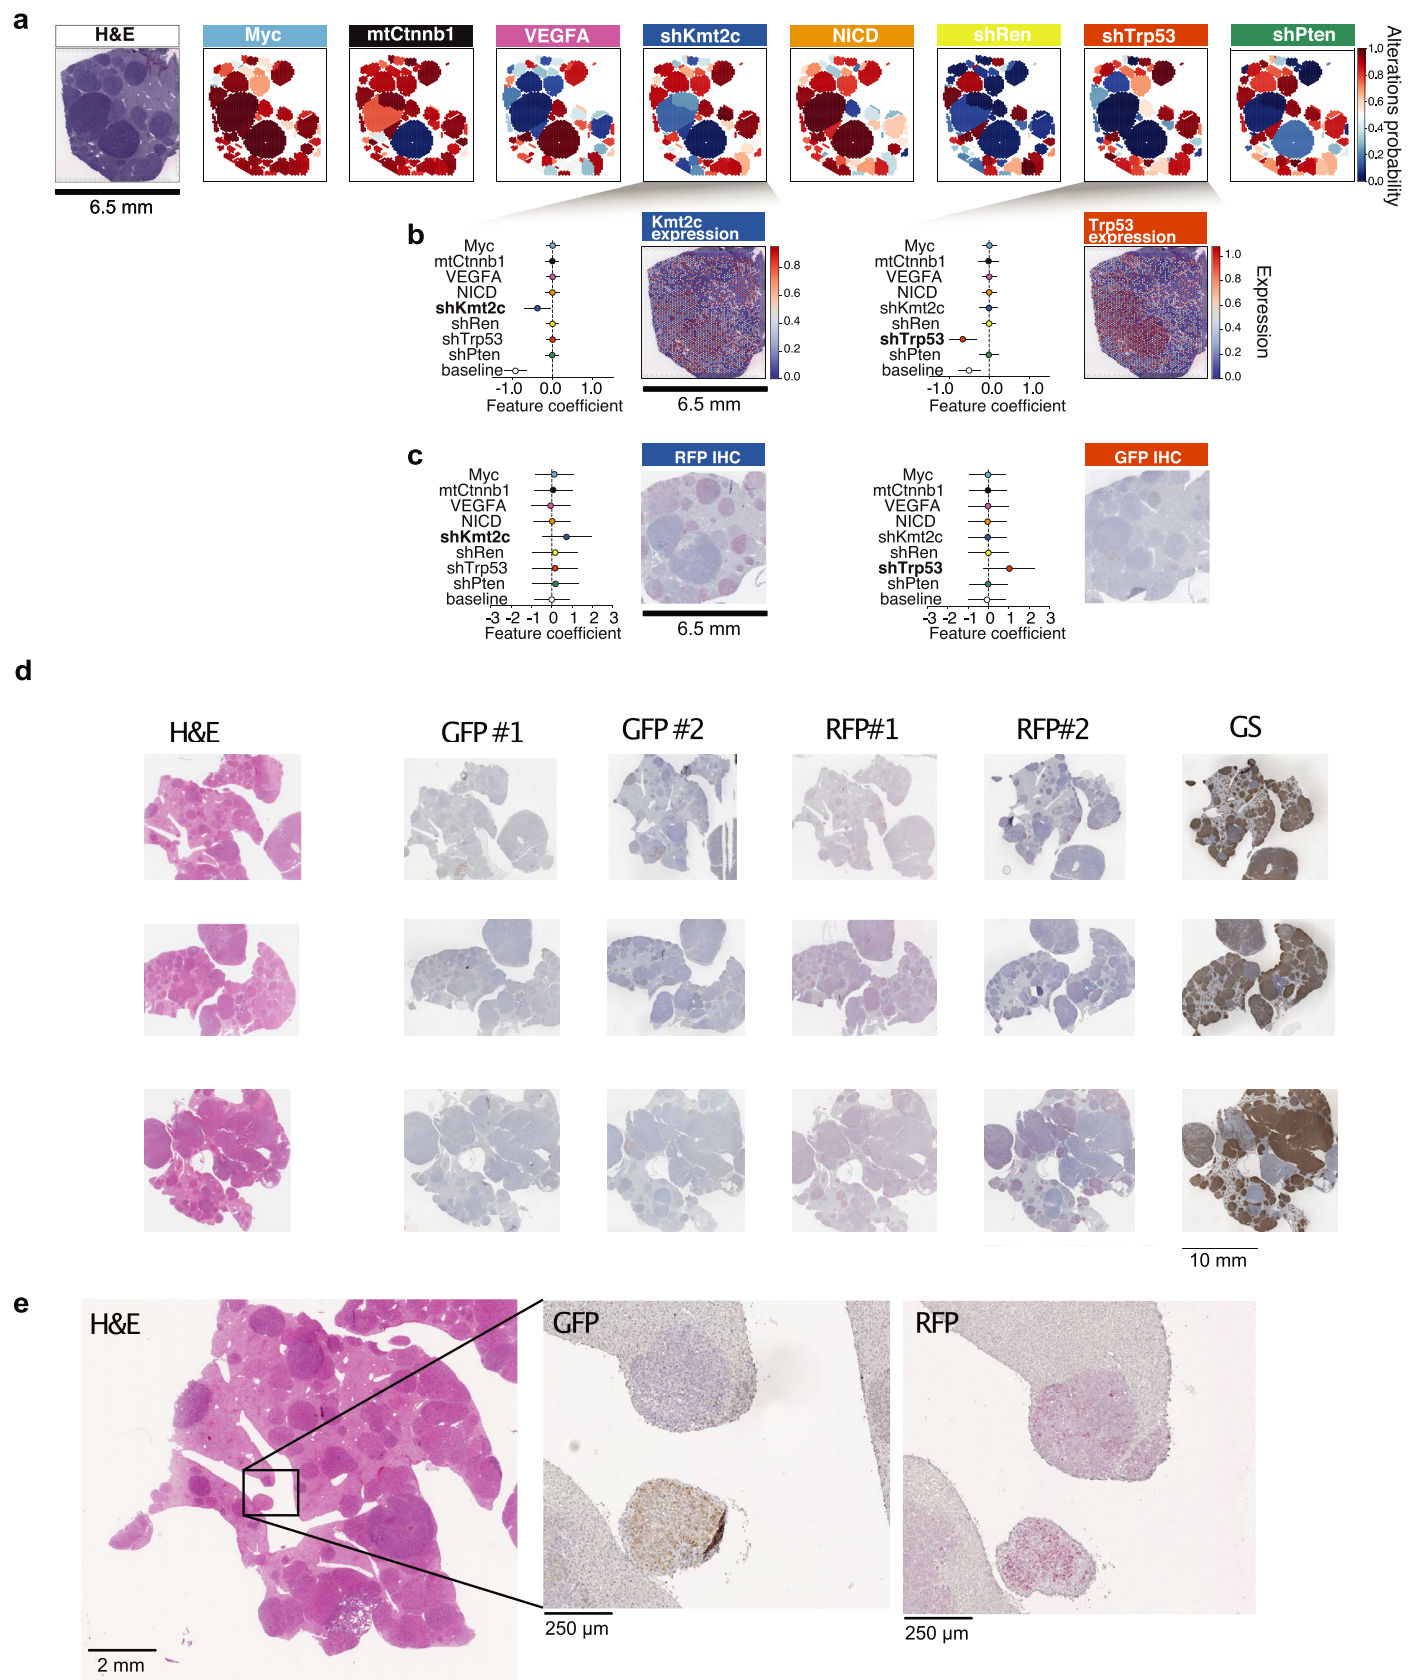 a
H&E
Myc
mtCtnnb1
VEGFA
shKmt2c
NICD
shRen
shTrp53
shPten
6.5 mm
1.0
0.8
0.6
0.4
0.2
0.0
Alterations probability
b
Myc
mtCtnnb1
VEGFA
NICD
shKmt2c
shRen
shTrp53
shPten
baseline
-1.0 0.0 1.0
Feature coefficient
Kmt2c
expression
0.8
0.6
0.4
0.2
0.0
6.5 mm
Myc
mtCtnnb1
VEGFA
NICD
shKmt2c
shRen
shTrp53
shPten
baseline
-1.0 0.0 1.0
Feature coefficient
Trp53
expression
1.0
0.8
0.6
0.4
0.2
0.0
Expression
c
Myc
mtCtnnb1
VEGFA
NICD
shKmt2c
shRen
shTrp53
shPten
baseline
-3 -2 -1 0 1 2 3
Feature coefficient
RFP IHC
6.5 mm
Myc
mtCtnnb1
VEGFA
NICD
shKmt2c
shRen
shTrp53
shPten
baseline
-3 -2 -1 0 1 2 3
Feature coefficient
GFP IHC
d
H&E
GFP #1
GFP #2
RFP#1
RFP#2
GS
10 mm
e
H&E
GFP
RFP
2 mm
250 µm
250 µm